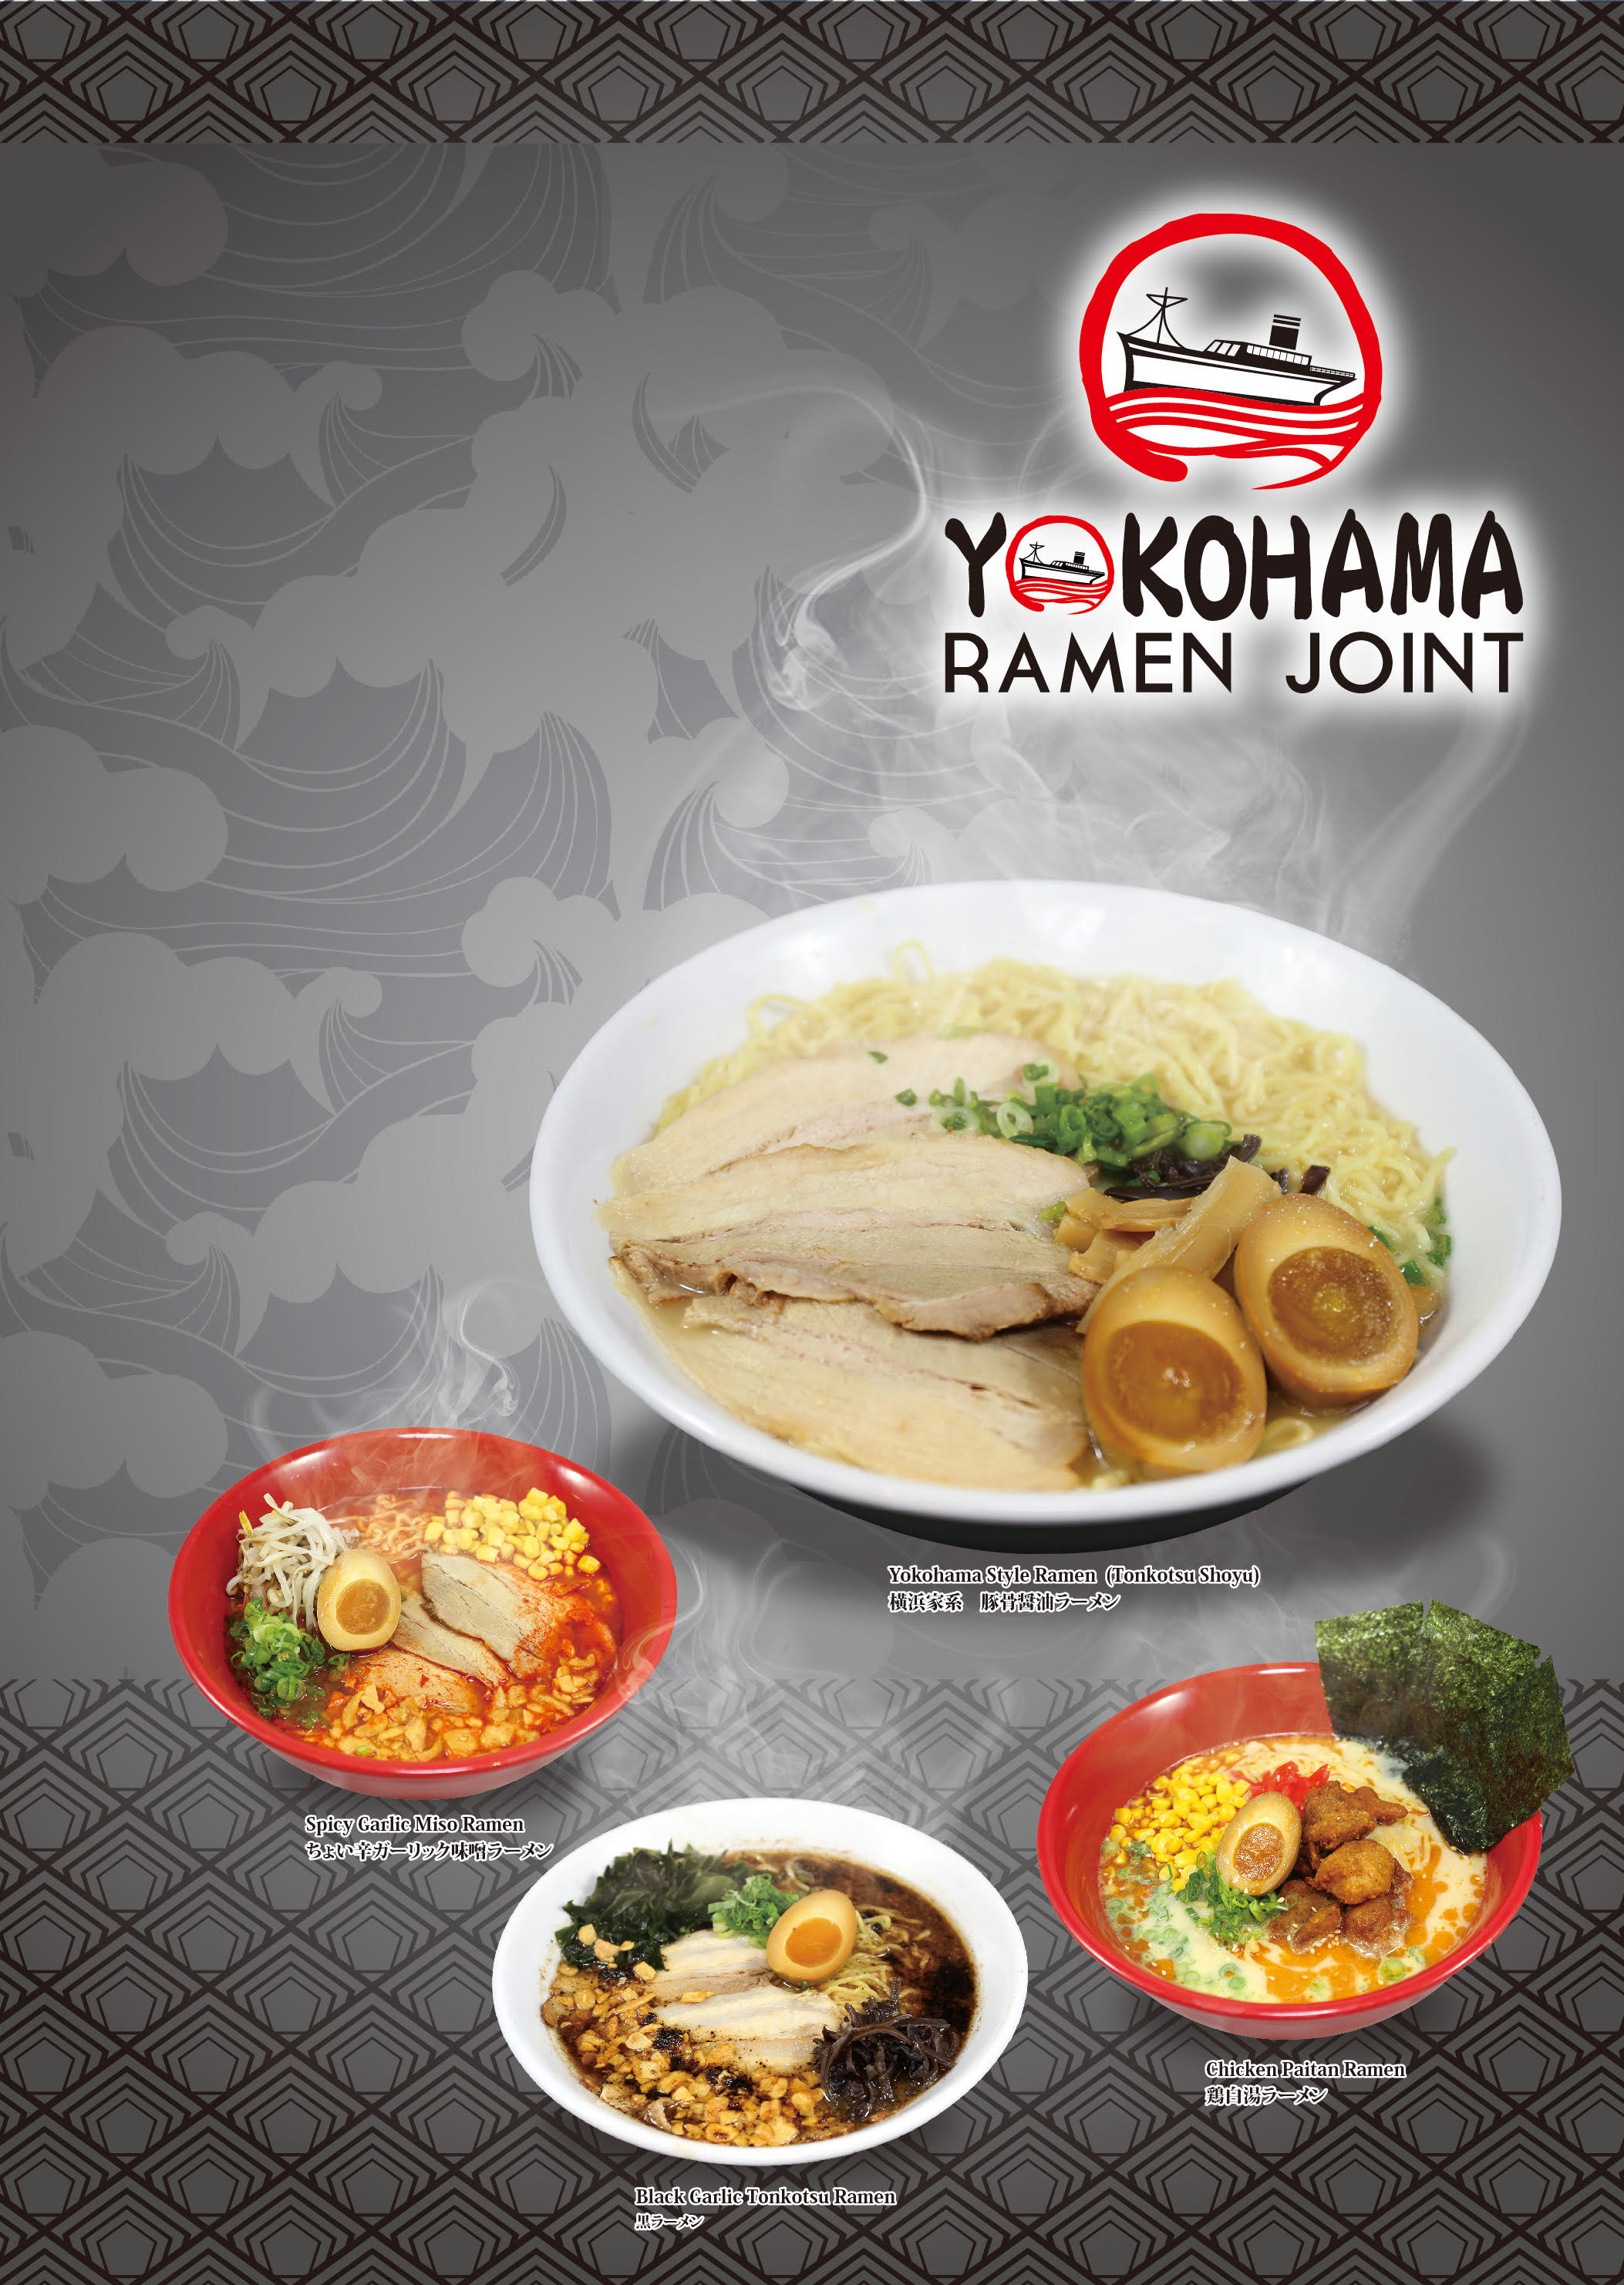 YOKOHAMA
RAMEN JOINT
Yokohama Style Ramen (Tonkotsu Shoyu)
横浜家系　豚骨醤油ラーメン
Spicy Garlic Miso Ramen
ちょい辛ガーリック味噌ラーメン
Chicken Paitan Ramen
鶏白湯ラーメン
Black Garlic Tonkotsu Ramen
黒ラーメン